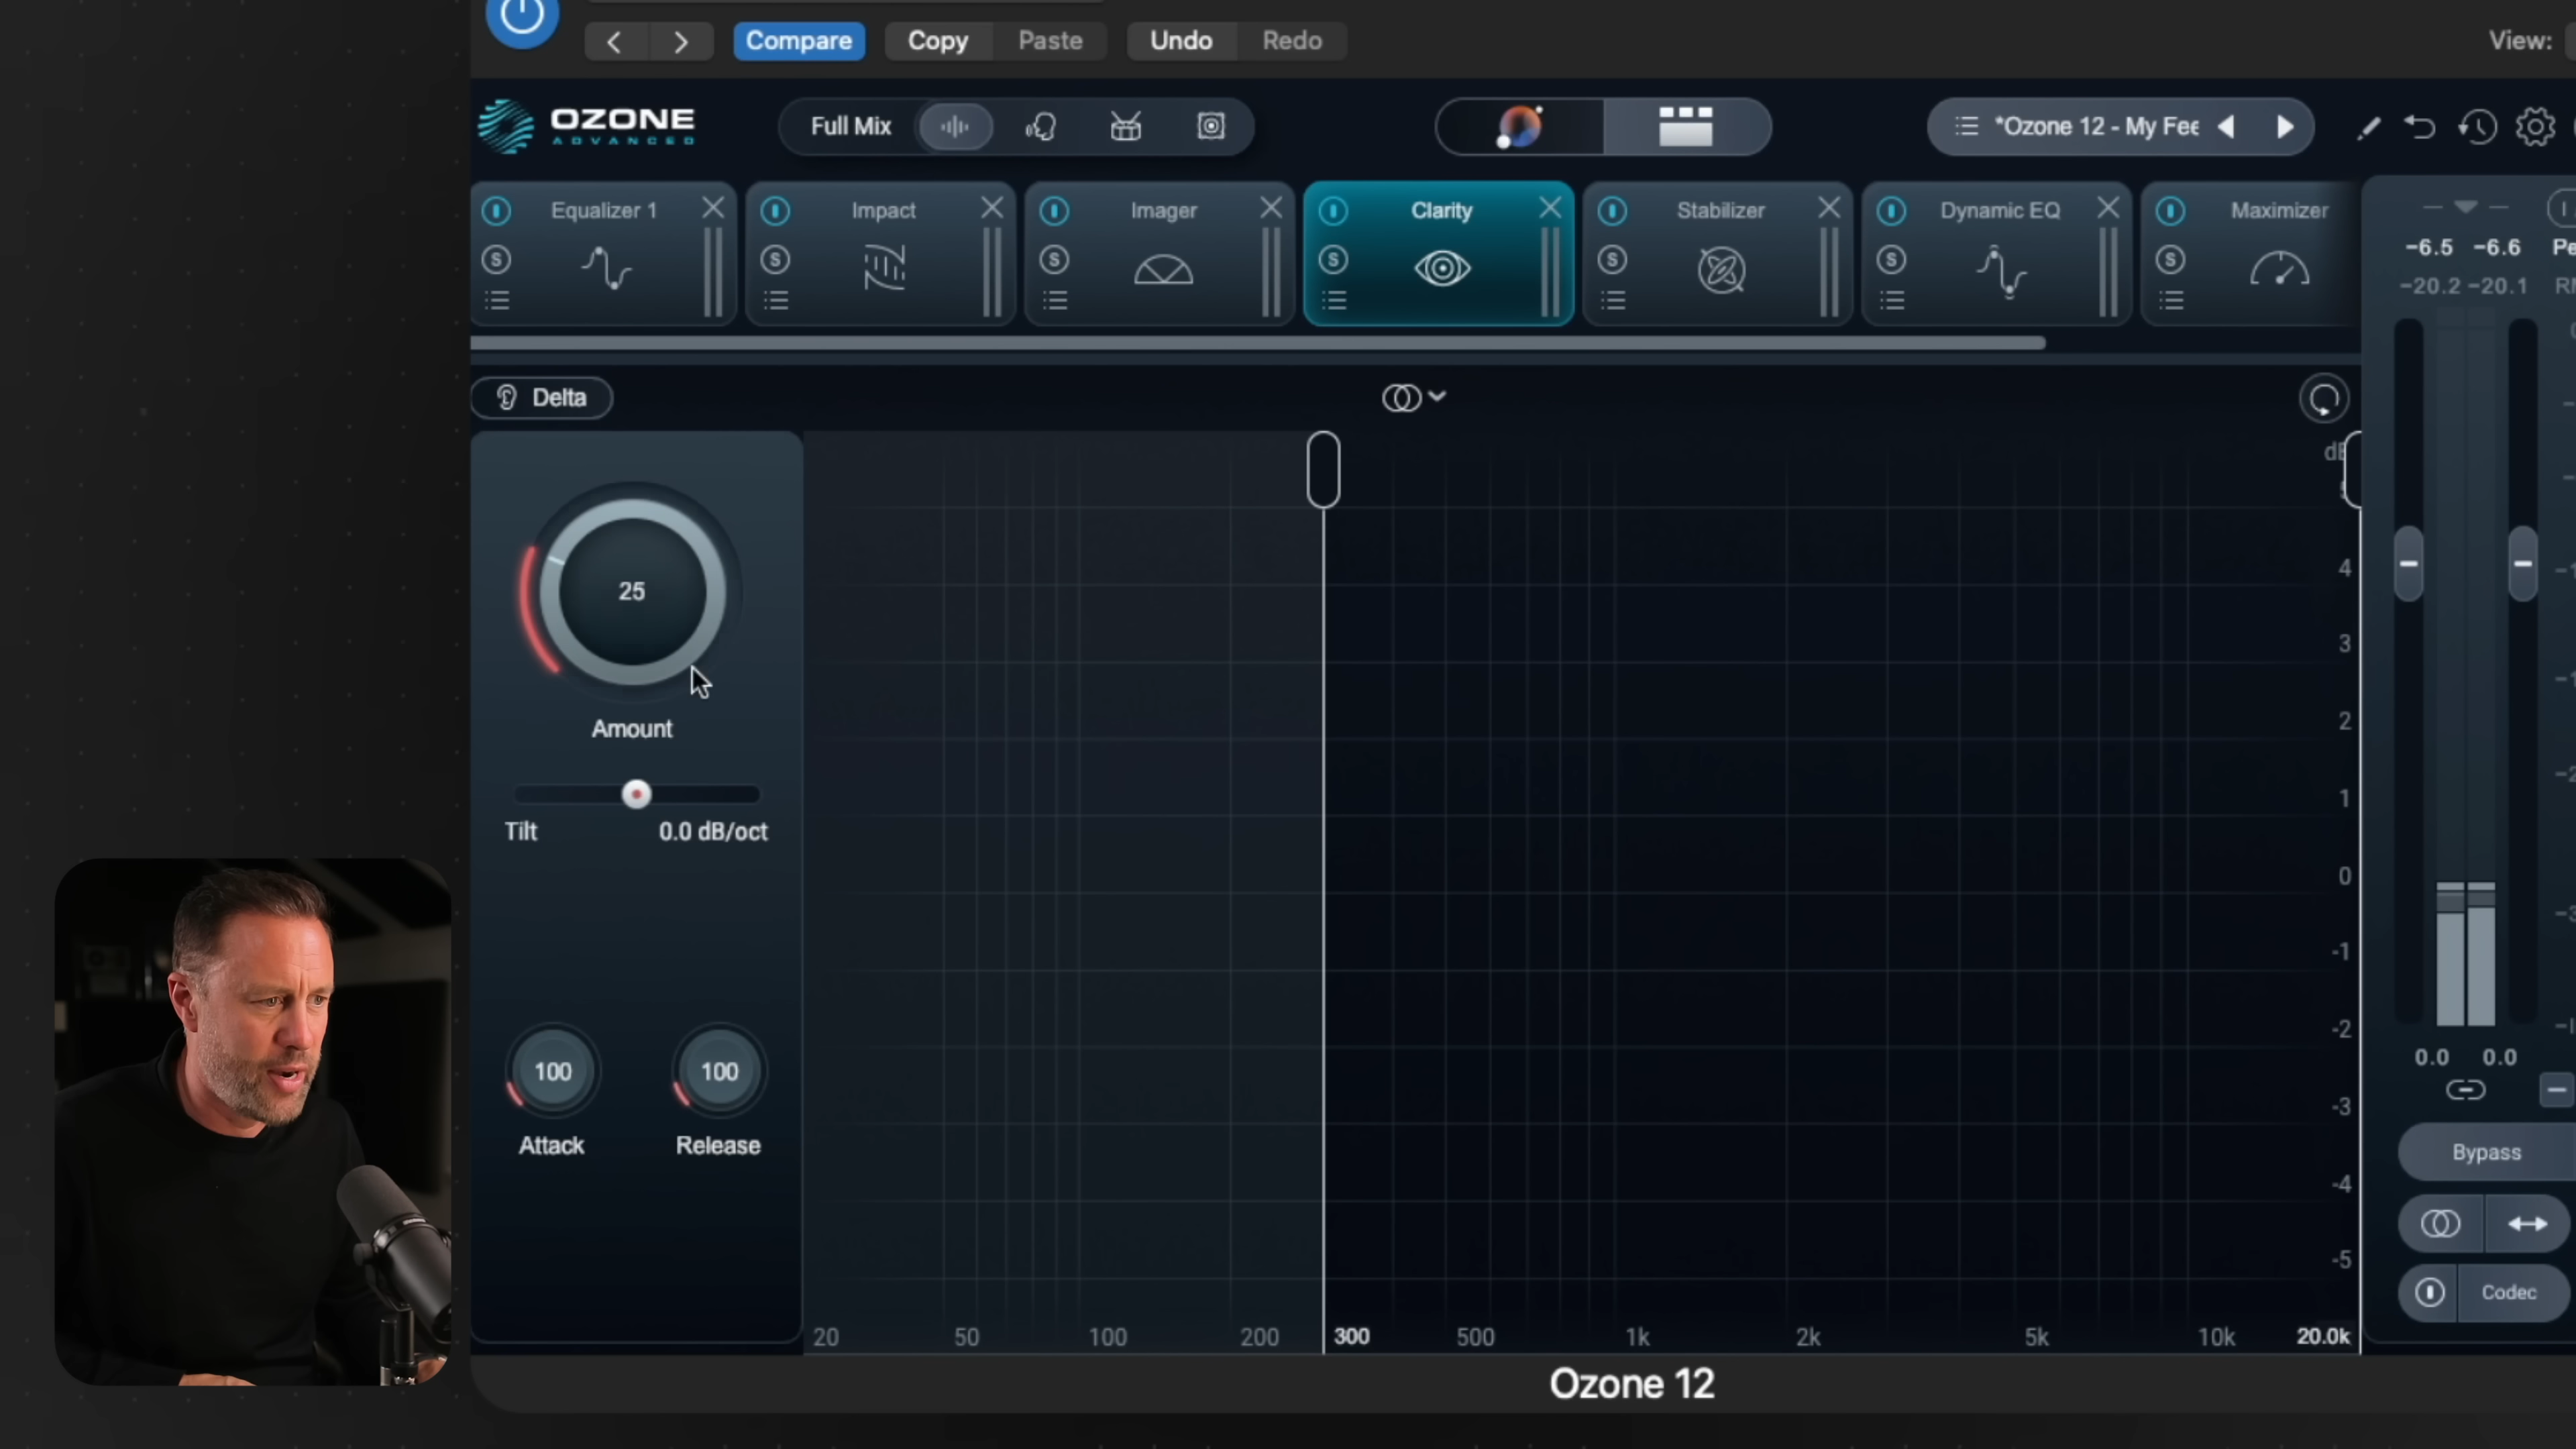 Compare Copy Paste Undo Redo View:
OZONE
ADVANCED
Full Mix
*Ozone 12 - My Fee
Equalizer 1
S
Impact
S
Imager
S
Clarity
S
Stabilizer
S
Dynamic EQ
S
Maximizer
S
-6.5 -6.6
-20.2 -20.1
Delta
25
Amount
Tilt 0.0 dB/oct
100 100
Attack Release
4
3
2
1
0
-1
-2
-3
-4
-5
20 50 100 200 300 500 1k 2k 5k 10k 20.0k
0.0 0.0
Bypass
Codec
Ozone 12